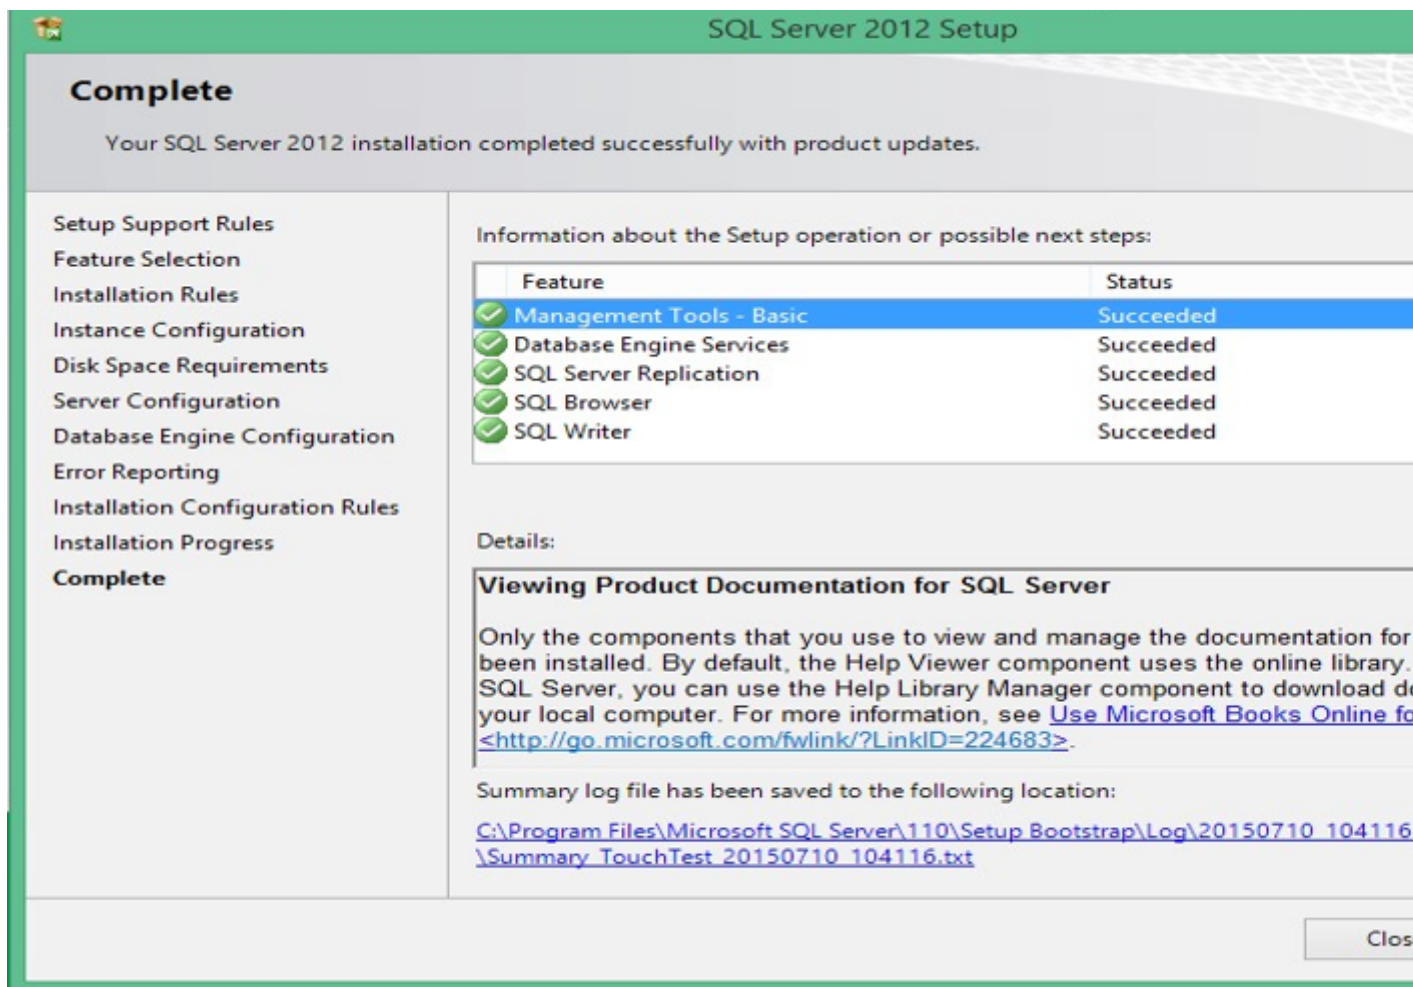 SQL Server 2012 Setup
Complete
Your SQL Server 2012 installation completed successfully with product updates.
Setup Support Rules
Feature Selection
Installation Rules
Instance Configuration
Disk Space Requirements
Server Configuration
Database Engine Configuration
Error Reporting
Installation Configuration Rules
Installation Progress
Complete
Information about the Setup operation or possible next steps:
Feature Status
Management Tools - Basic Succeeded
Database Engine Services Succeeded
SQL Server Replication Succeeded
SQL Browser Succeeded
SQL Writer Succeeded
Details:
Viewing Product Documentation for SQL Server
Only the components that you use to view and manage the documentation for
been installed. By default, the Help Viewer component uses the online library.
SQL Server, you can use the Help Library Manager component to download
your local computer. For more information, see Use Microsoft Books Online
<http://go.microsoft.com/fwlink/?LinkID=224683>.
Summary log file has been saved to the following location:
C:\Program Files\Microsoft SQL Server\110\Setup Bootstrap\Log\20150710_104116
\Summary_TouchTest_20150710_104116.txt